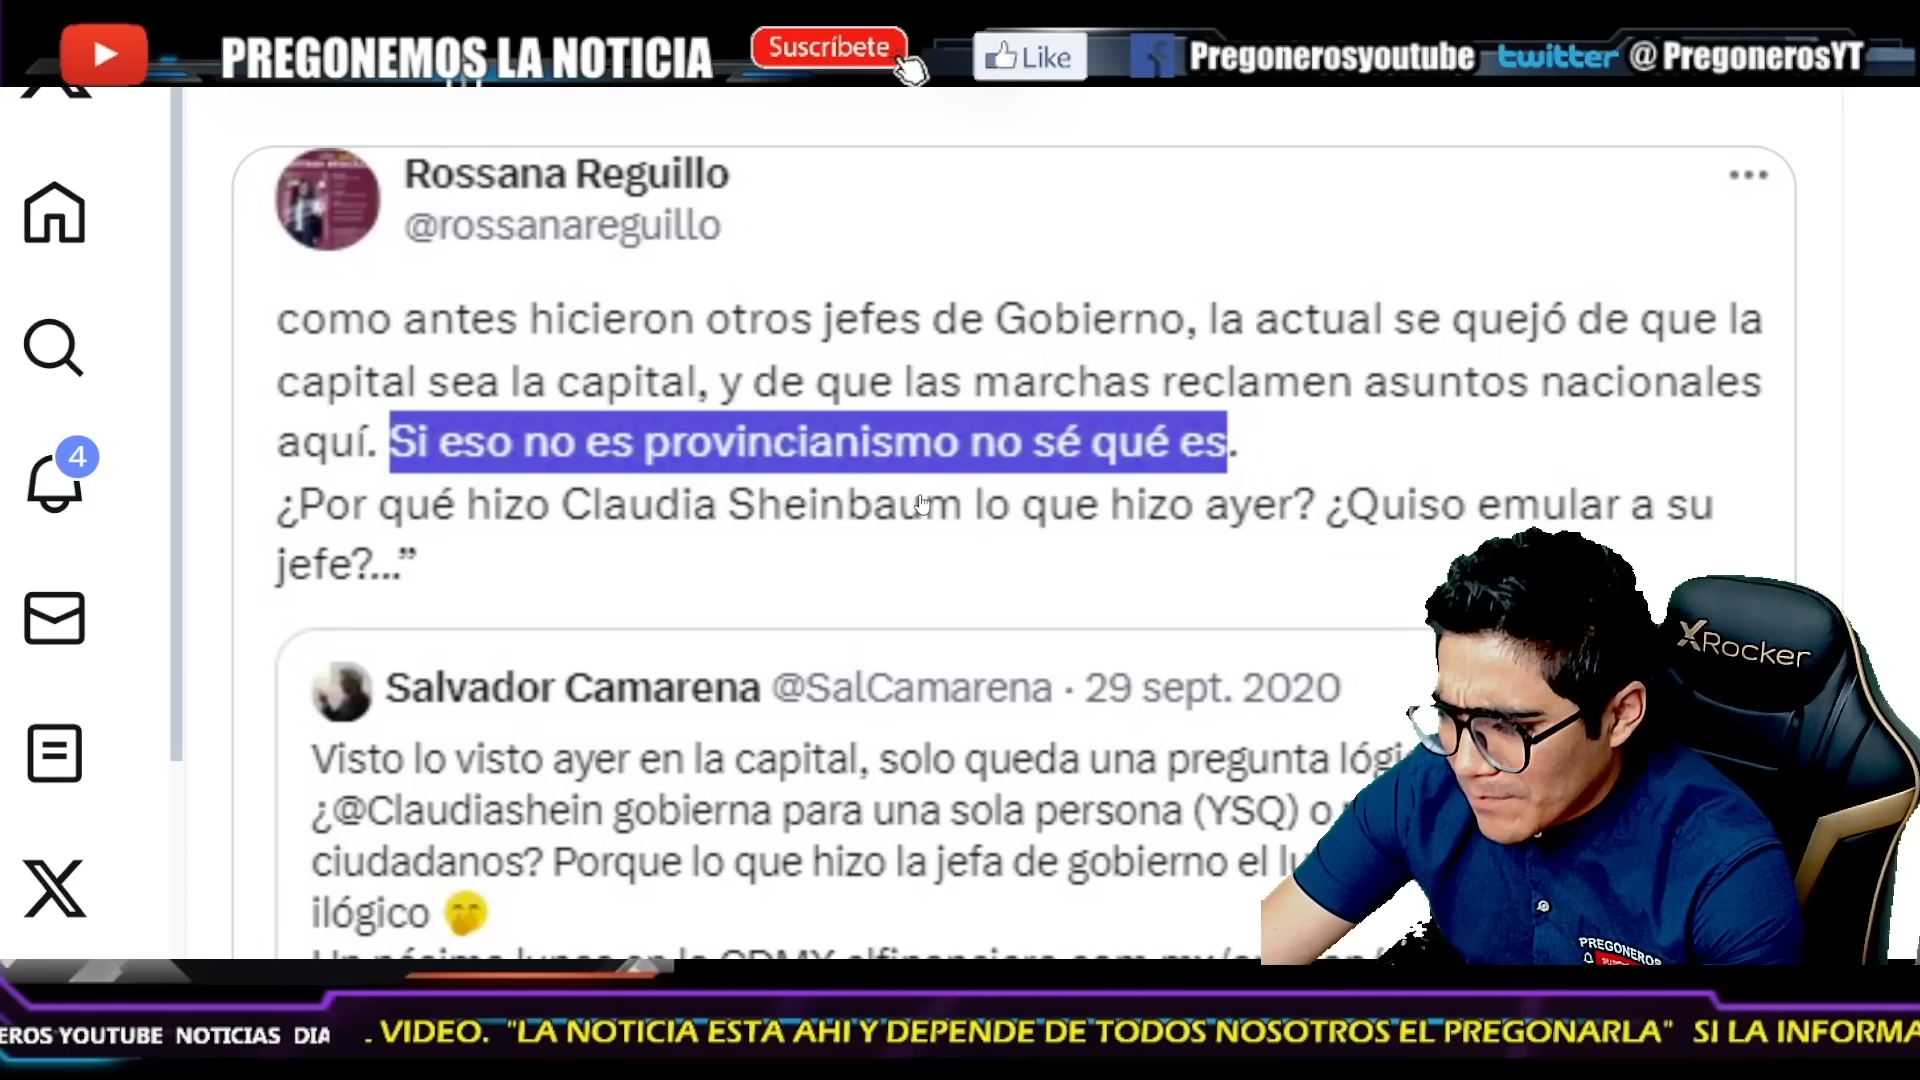 PREGONEMOS LA NOTICIA
Suscríbete
Like
Pregonerosyoutube
twitter @PregonerosYT
Rossana Reguillo
@rossanareguillo
como antes hicieron otros jefes de Gobierno, la actual se quejó de que la
capital sea la capital, y de que las marchas reclamen asuntos nacionales
aquí. Si eso no es provincianismo no sé qué es.
¿Por qué hizo Claudia Sheinbaum lo que hizo ayer? ¿Quiso emular a su
jefe?...”
4
Salvador Camarena @SalCamarena · 29 sept. 2020
Visto lo visto ayer en la capital, solo queda una pregunta
¿@Claudiashein gobierna para una sola persona (YSQ) o
ciudadanos? Porque lo que hizo la jefa de gobierno el
ilógico 🤭
XRocker
PREGONEROS
EROS YOUTUBE NOTICIAS DIA
. VIDEO. "LA NOTICIA ESTA AHI Y DEPENDE DE TODOS NOSOTROS EL PREGONARLA" SI LA INFORMA